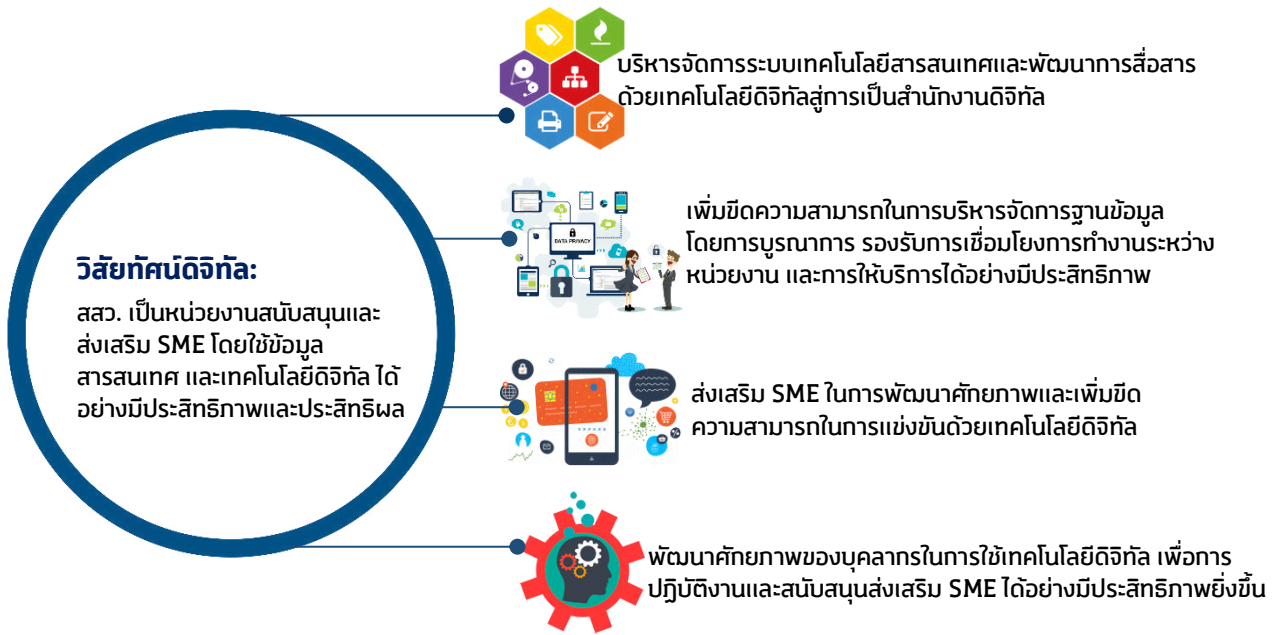 บริหารจัดการระบบเทคโนโลยีสารสนเทศและพัฒนาการสื่อสาร
ด้วยเทคโนโลยีดิจิทัลสู่การเป็นสำนักงานดิจิทัล
เพิ่มขีดความสามารถในการบริหารจัดการฐานข้อมูล
โดยการบูรณาการ รองรับการเชื่อมโยงการทำงานระหว่าง
หน่วยงาน และการให้บริการได้อย่างมีประสิทธิภาพ
DATA PRIVACY
วิสัยทัศน์ดิจิทัล:
สสว. เป็นหน่วยงานสนับสนุนและ
ส่งเสริม SME โดยใช้ข้อมูล
สารสนเทศ และเทคโนโลยีดิจิทัล ได้
อย่างมีประสิทธิภาพและประสิทธิผล
ส่งเสริม SME ในการพัฒนาศักยภาพและเพิ่มขีด
ความสามารถในการแข่งขันด้วยเทคโนโลยีดิจิทัล
พัฒนาศักยภาพของบุคลากรในการใช้เทคโนโลยีดิจิทัล เพื่อการ
ปฏิบัติงานและสนับสนุนส่งเสริม SME ได้อย่างมีประสิทธิภาพยิ่งขึ้น